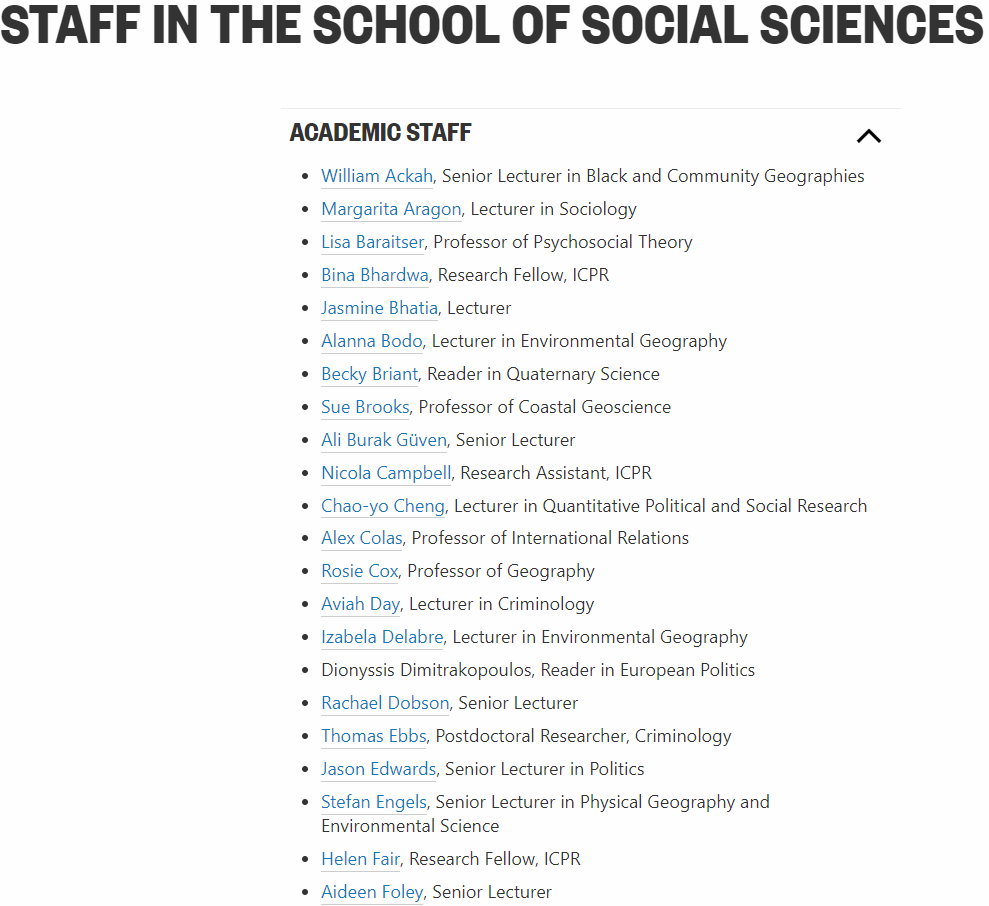 STAFF IN THE SCHOOL OF SOCIAL SCIENCES
ACADEMIC STAFF
William Ackah, Senior Lecturer in Black and Community Geographies
Margarita Aragon, Lecturer in Sociology
Lisa Baraitser, Professor of Psychosocial Theory
Bina Bhardwa, Research Fellow, ICPR
Jasmine Bhatia, Lecturer
Alanna Bodo, Lecturer in Environmental Geography
Becky Briant, Reader in Quaternary Science
Sue Brooks, Professor of Coastal Geoscience
Ali Burak Güven, Senior Lecturer
Nicola Campbell, Research Assistant, ICPR
Chao-yo Cheng, Lecturer in Quantitative Political and Social Research
Alex Colas, Professor of International Relations
Rosie Cox, Professor of Geography
Aviah Day, Lecturer in Criminology
Izabela Delabre, Lecturer in Environmental Geography
Dionyssis Dimitrakopoulos, Reader in European Politics
Rachael Dobson, Senior Lecturer
Thomas Ebbs, Postdoctoral Researcher, Criminology
Jason Edwards, Senior Lecturer in Politics
Stefan Engels, Senior Lecturer in Physical Geography and
Environmental Science
Helen Fair, Research Fellow, ICPR
Aideen Foley, Senior Lecturer